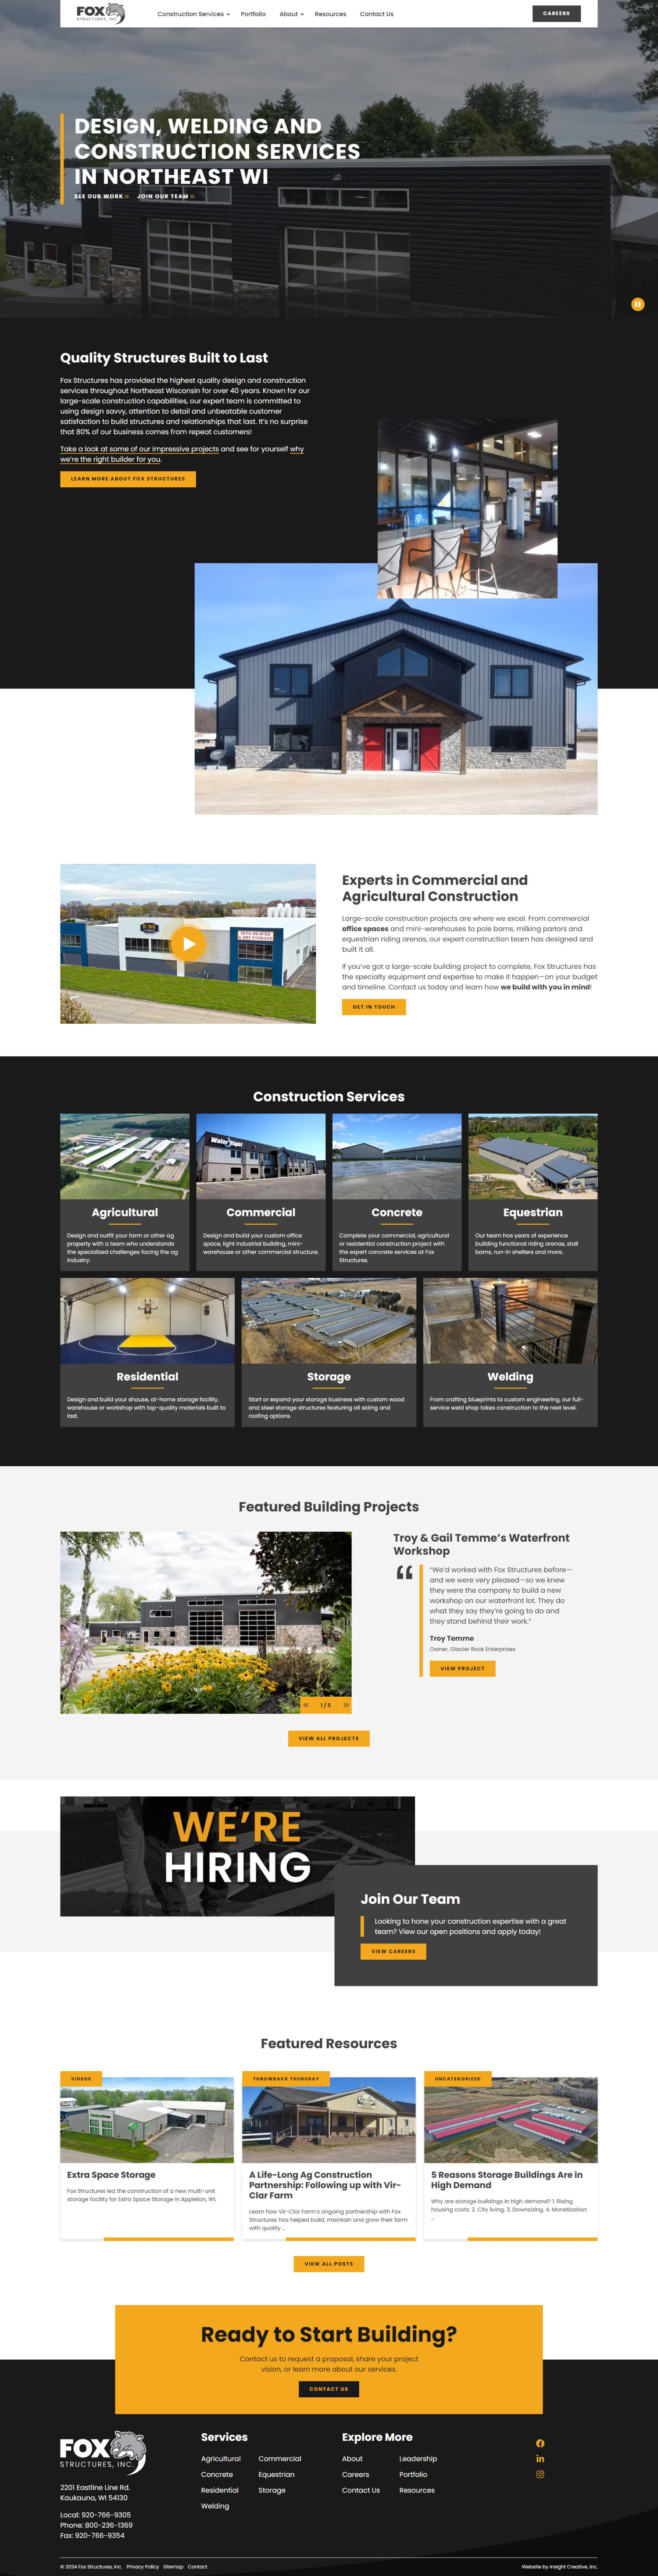 FOX
STRUCTURES, INC.
Construction Services
Portfolio
About
Resources
Contact Us
CAREERS
DESIGN, WELDING AND
CONSTRUCTION SERVICES
IN NORTHEAST WI
SEE OUR WORK »
JOIN OUR TEAM »
Quality Structures Built to Last
Fox Structures has provided the highest quality design and construction
services throughout Northeast Wisconsin for over 40 years. Known for our
large-scale construction capabilities, our expert team is committed to
using design savvy, attention to detail and unbeatable customer
satisfaction to build structures and relationships that last. It's no surprise
that 80% of our business comes from repeat customers!
Take a look at some of our impressive projects and see for yourself why
we're the right builder for you.
LEARN MORE ABOUT FOX STRUCTURES
Experts in Commercial and
Agricultural Construction
Large-scale construction projects are where we excel. From commercial
office spaces and mini-warehouses to pole barns, milking parlors and
equestrian riding arenas, our expert construction team has designed and
built it all.
If you've got a large-scale building project to complete, Fox Structures has
the specialty equipment and expertise to make it happen—on your budget
and timeline. Contact us today and learn how we build with you in mind!
GET IN TOUCH
Construction Services
Agricultural
Design and outfit your farm or other ag
property with a team who understands
the specialized challenges facing the ag
industry.
Commercial
Design and build your custom office
space, light industrial building, mini-
warehouse or other commercial structure.
Concrete
Complete your commercial, agricultural
or residential construction project with
the expert concrete services at Fox
Structures.
Equestrian
Our team has years of experience
building functional riding arenas, stall
barns, run-in shelters and more.
Residential
Design and build your shouse, at-home storage facility,
warehouse or workshop with top-quality materials built to
last.
Storage
Start or expand your storage business with custom wood
and steel storage structures featuring all siding and
roofing options.
Welding
From crafting blueprints to custom engineering, our full-
service weld shop takes construction to the next level.
Featured Building Projects
« 1 / 5 »
Troy & Gail Temme's Waterfront
Workshop
"We'd worked with Fox Structures before—
and we were very pleased—so we knew
they were the company to build a new
workshop on our waterfront lot. They do
what they say they're going to do and
they stand behind their work."
Troy Temme
Owner, Glacier Rock Enterprises
VIEW PROJECT
VIEW ALL PROJECTS
WE'RE
HIRING
Join Our Team
Looking to hone your construction expertise with a great
team? View our open positions and apply today!
VIEW CAREERS
Featured Resources
VIDEOS
Extra Space Storage
Fox Structures led the construction of a new multi-unit
storage facility for Extra Space Storage in Appleton, WI.
THROWBACK THURSDAY
A Life-Long Ag Construction
Partnership: Following up with Vir-
Clar Farm
Learn how Vir-Clar Farm's ongoing partnership with Fox
Structures has helped build, maintain and grow their farm
with quality ...
UNCATEGORIZED
5 Reasons Storage Buildings Are in
High Demand
Why are storage buildings in high demand? 1. Rising
housing costs. 2. City living. 3. Downsizing. 4. Monetization
...
VIEW ALL POSTS
Ready to Start Building?
Contact us to request a proposal, share your project
vision, or learn more about our services.
CONTACT US
FOX
STRUCTURES, INC.
2201 Eastline Line Rd.
Kaukauna, WI 54130
Local: 920-766-9305
Phone: 800-236-1369
Fax: 920-766-9354
Services
Agricultural
Commercial
Concrete
Equestrian
Residential
Storage
Welding
Explore More
About
Leadership
Careers
Portfolio
Contact Us
Resources
© 2024 Fox Structures, Inc. Privacy Policy Sitemap Contact
Website by Insight Creative, Inc.